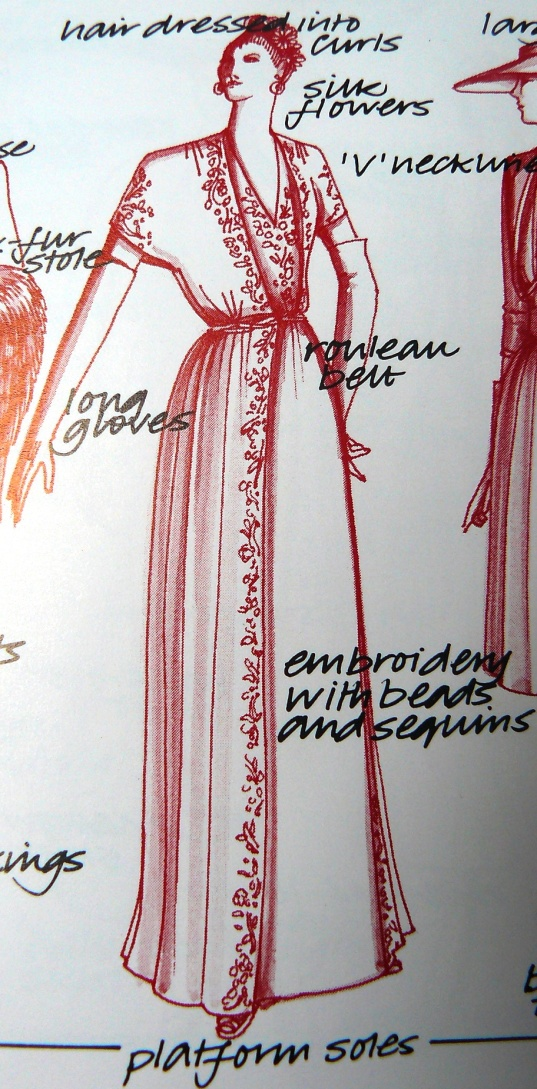 hair dressed into
curls
silk
flowers
'V' neckline
fur
stole
rouleau
belt
long
gloves
embroidery
with beads
and sequins
platform soles